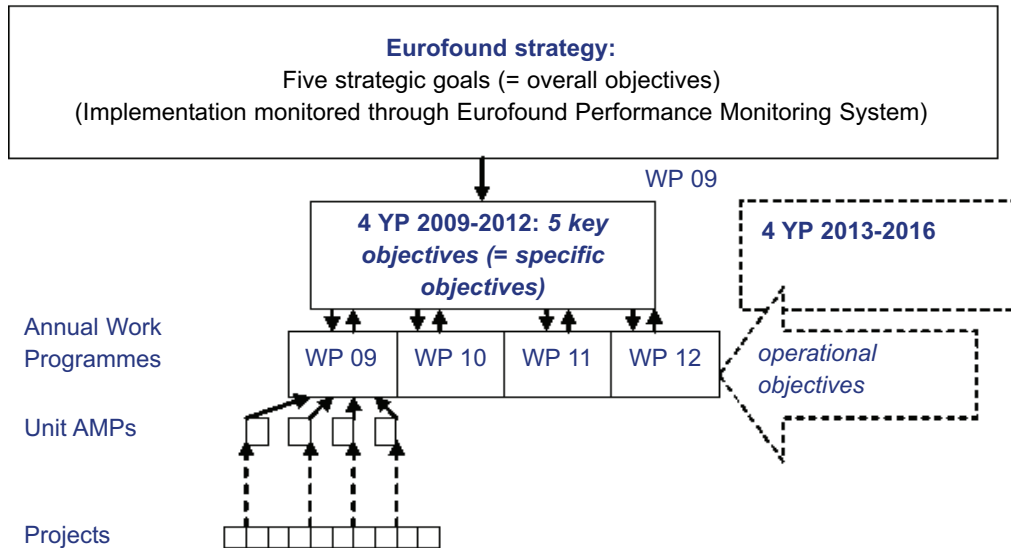 Eurofound strategy:
Five strategic goals (= overall objectives)
(Implementation monitored through Eurofound Performance Monitoring System)
WP 09
4 YP 2009-2012: 5 key
objectives (= specific
objectives)
4 YP 2013-2016
Annual Work
Programmes
WP 09
WP 10
WP 11
WP 12
operational
objectives
Unit AMPs
Projects